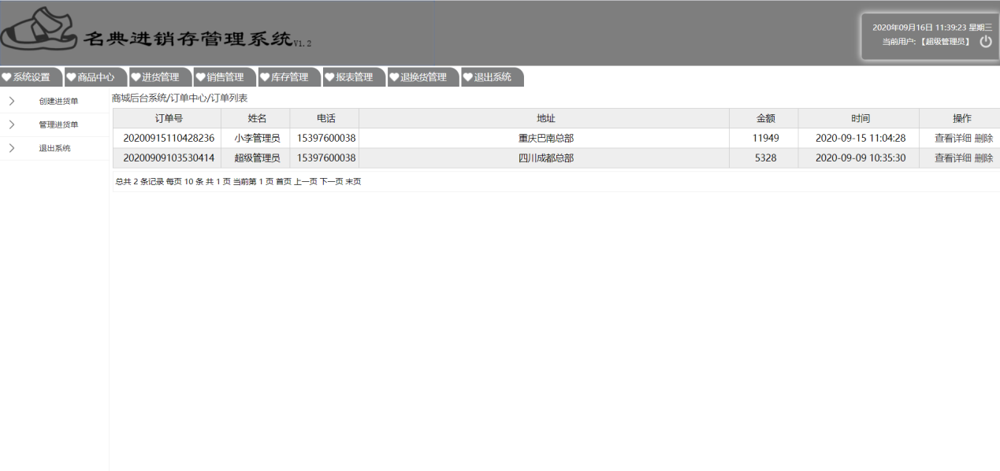 名典进销存管理系统V1.2
2020年09月16日 11:39:23 星期三
当前用户:【超级管理员】
系统设置 商品中心 进货管理 销售管理 库存管理 报表管理 退换货管理 退出系统
创建进货单
管理进货单
退出系统
商城后台系统/订单中心/订单列表
订单号 姓名 电话 地址 金额 时间 操作
20200915110428236 小李管理员 15397600038 重庆巴南总部 11949 2020-09-15 11:04:28 查看详细 删除
20200909103530414 超级管理员 15397600038 四川成都总部 5328 2020-09-09 10:35:30 查看详细 删除
总共 2 条记录 每页 10 条 共 1 页 当前第 1 页 首页 上一页 下一页 末页